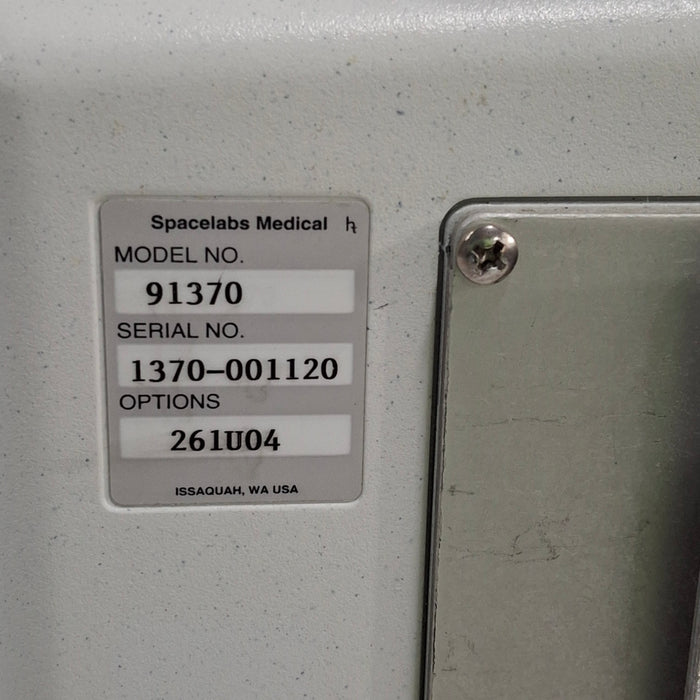 Spacelabs Medical
MODEL NO.
91370
SERIAL NO.
1370-001120
OPTIONS
261U04
ISSAQUAH, WA USA